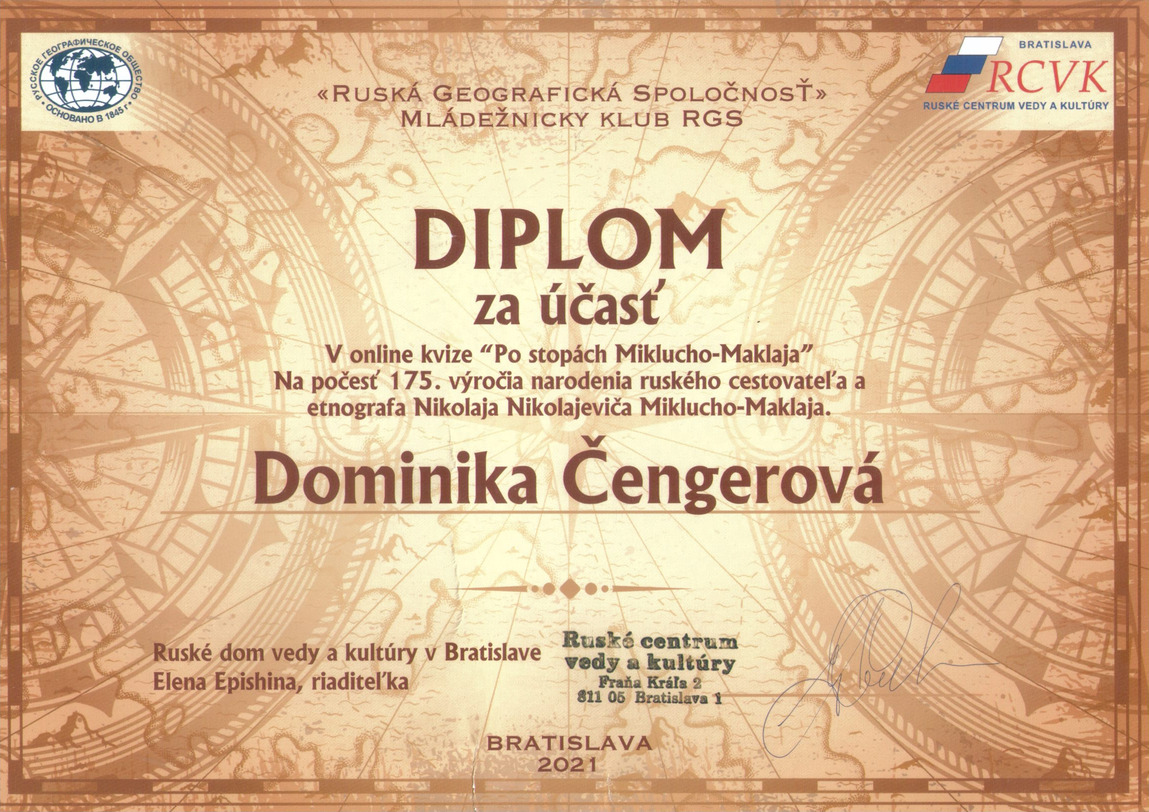 РУССКОЕ ГЕОГРАФИЧЕСКОЕ ОБЩЕСТВО
• ОСНОВАНО В 1845 г •
BRATISLAVA
RCVK
RUSKÉ CENTRUM VEDY A KULTÚRY
«RUSKÁ GEOGRAFICKÁ SPOLOČNOSŤ»
MLÁDEŽNICKY KLUB RGS
DIPLOM
za účasť
V online kvize “Po stopách Miklucho-Maklaja”
Na počesť 175. výročia narodenia ruského cestovateľa a
etnografa Nikolaja Nikolajeviča Miklucho-Maklaja.
Dominika Čengerová
Ruské dom vedy a kultúry v Bratislave
Elena Epishina, riaditeľka
Ruské centrum
vedy a kultúry
Fraňa Kráľa 2
811 05 Bratislava 1
BRATISLAVA
2021